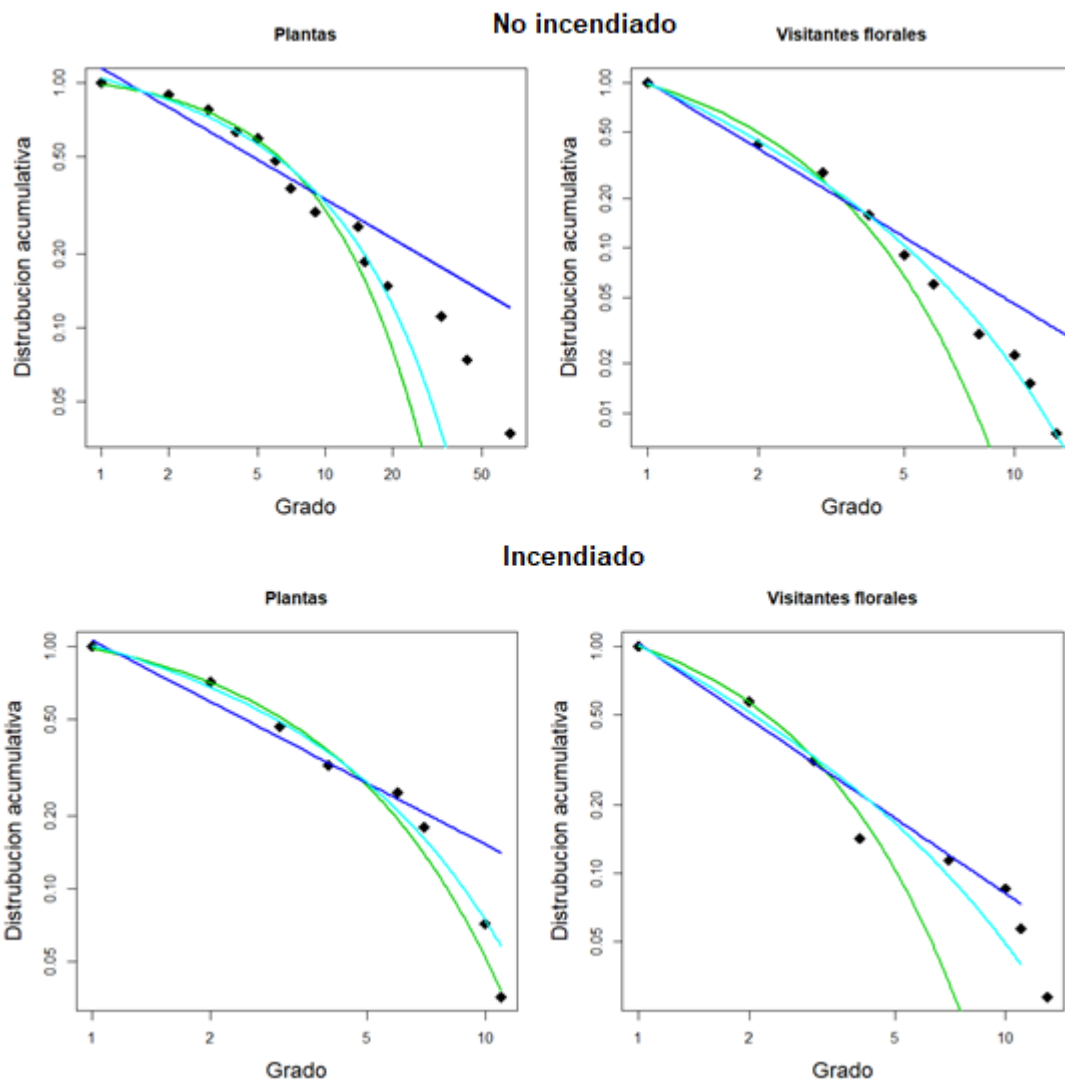 No incendiado
Plantas
Visitantes florales
Distrubucion acumulativa
1.00
0.50
0.20
0.10
0.05
1 2 5 10 20 50
Grado
Distrubucion acumulativa
1.00
0.50
0.20
0.10
0.05
0.02
0.01
1 2 5 10
Grado
Incendiado
Plantas
Visitantes florales
Distrubucion acumulativa
1.00
0.50
0.20
0.10
0.05
1 2 5 10
Grado
Distrubucion acumulativa
1.00
0.50
0.20
0.10
0.05
1 2 5 10
Grado